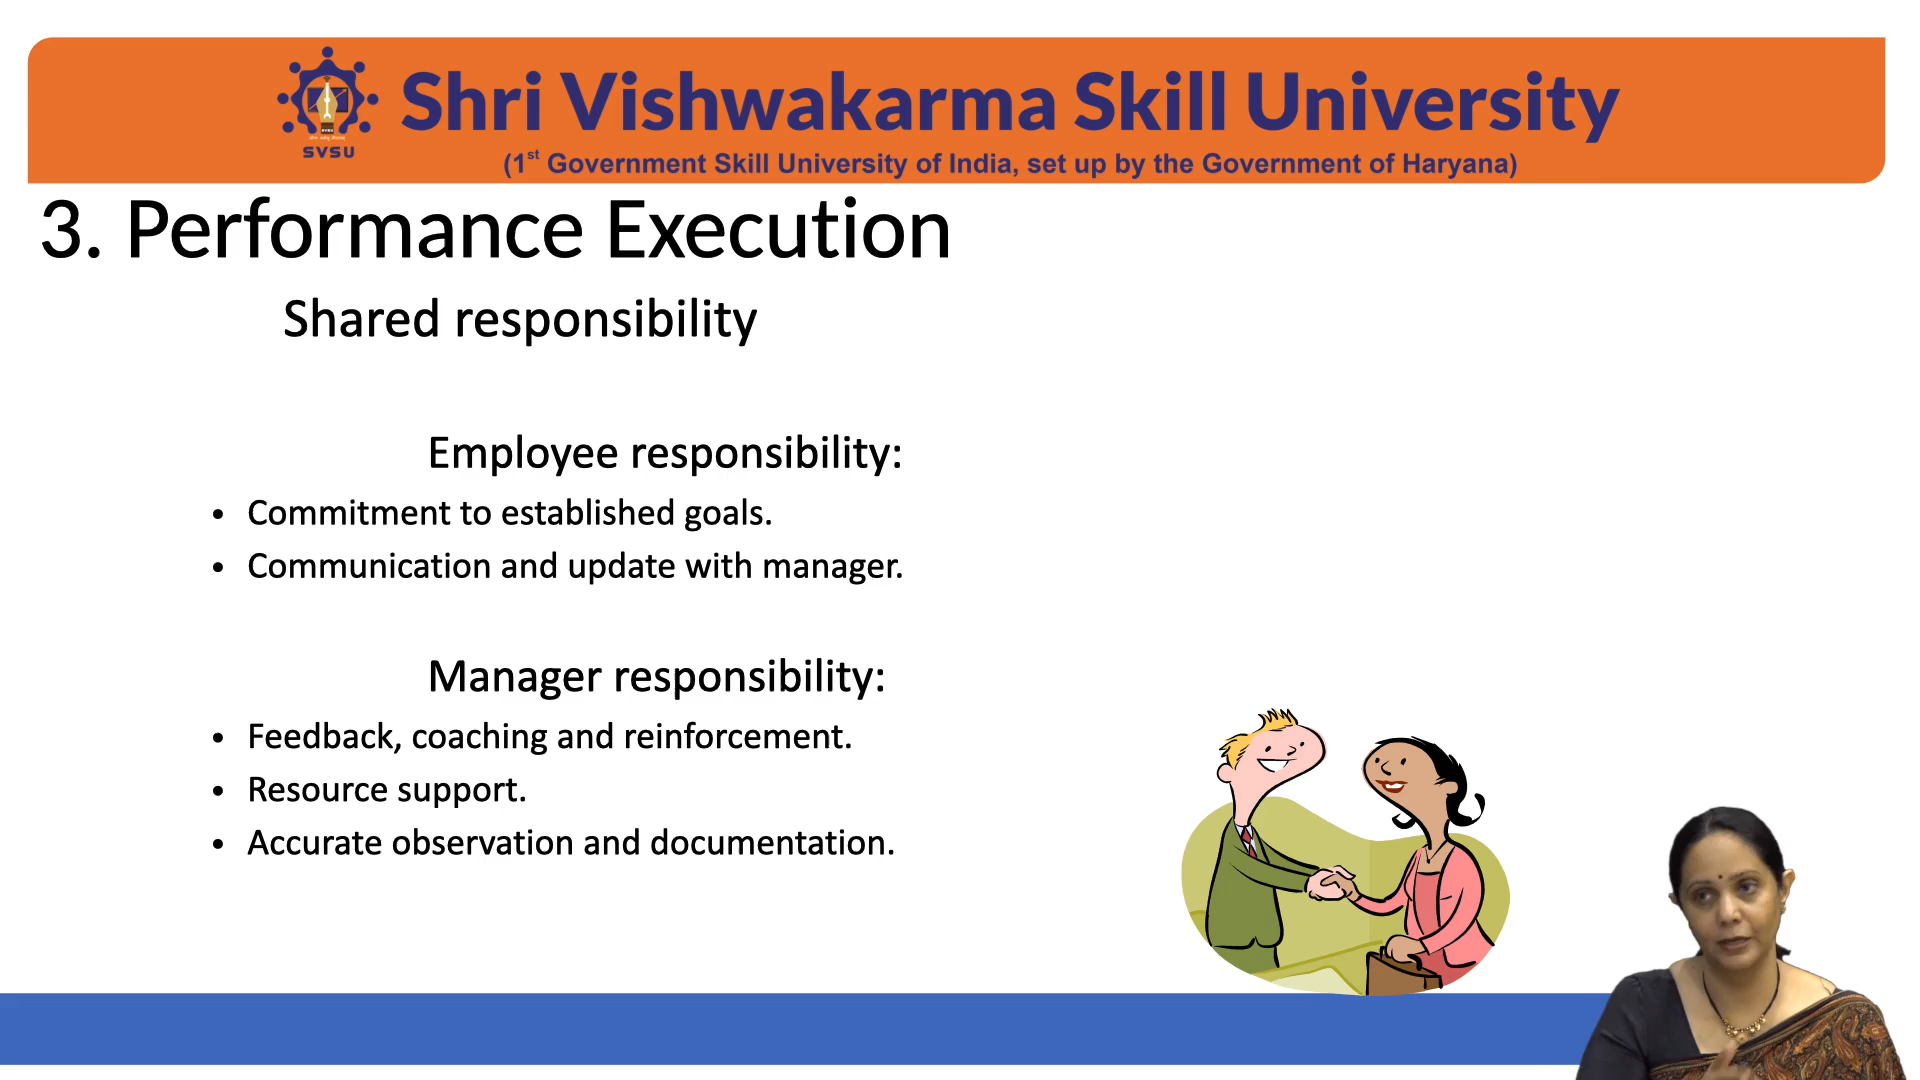 Shri Vishwakarma Skill University
(1st Government Skill University of India, set up by the Government of Haryana)
SVSU
3. Performance Execution
Shared responsibility
Employee responsibility:
• Commitment to established goals.
• Communication and update with manager.
Manager responsibility:
• Feedback, coaching and reinforcement.
• Resource support.
• Accurate observation and documentation.